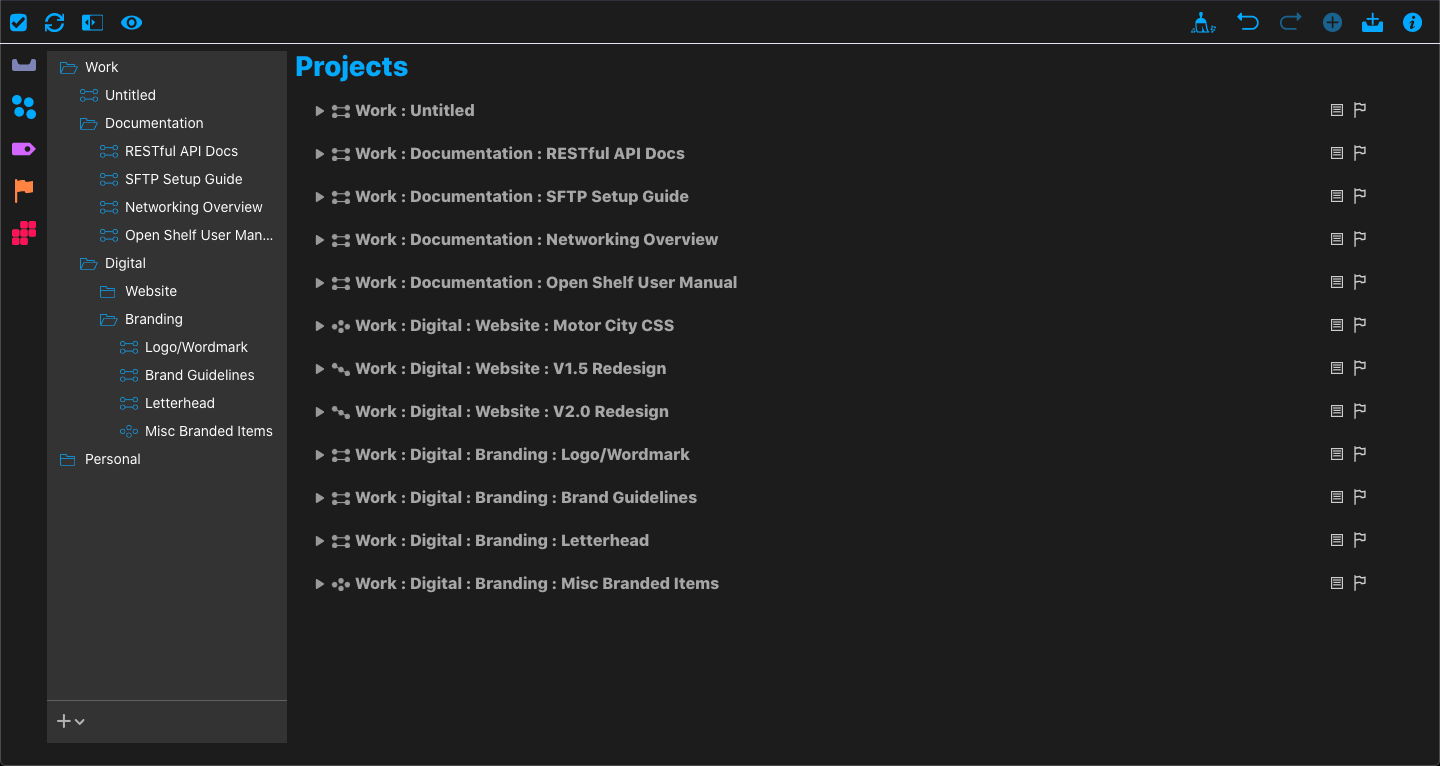 Work
Untitled
Documentation
RESTful API Docs
SFTP Setup Guide
Networking Overview
Open Shelf User Man...
Digital
Website
Branding
Logo/Wordmark
Brand Guidelines
Letterhead
Misc Branded Items
Personal
Projects
Work : Untitled
Work : Documentation : RESTful API Docs
Work : Documentation : SFTP Setup Guide
Work : Documentation : Networking Overview
Work : Documentation : Open Shelf User Manual
Work : Digital : Website : Motor City CSS
Work : Digital : Website : V1.5 Redesign
Work : Digital : Website : V2.0 Redesign
Work : Digital : Branding : Logo/Wordmark
Work : Digital : Branding : Brand Guidelines
Work : Digital : Branding : Letterhead
Work : Digital : Branding : Misc Branded Items